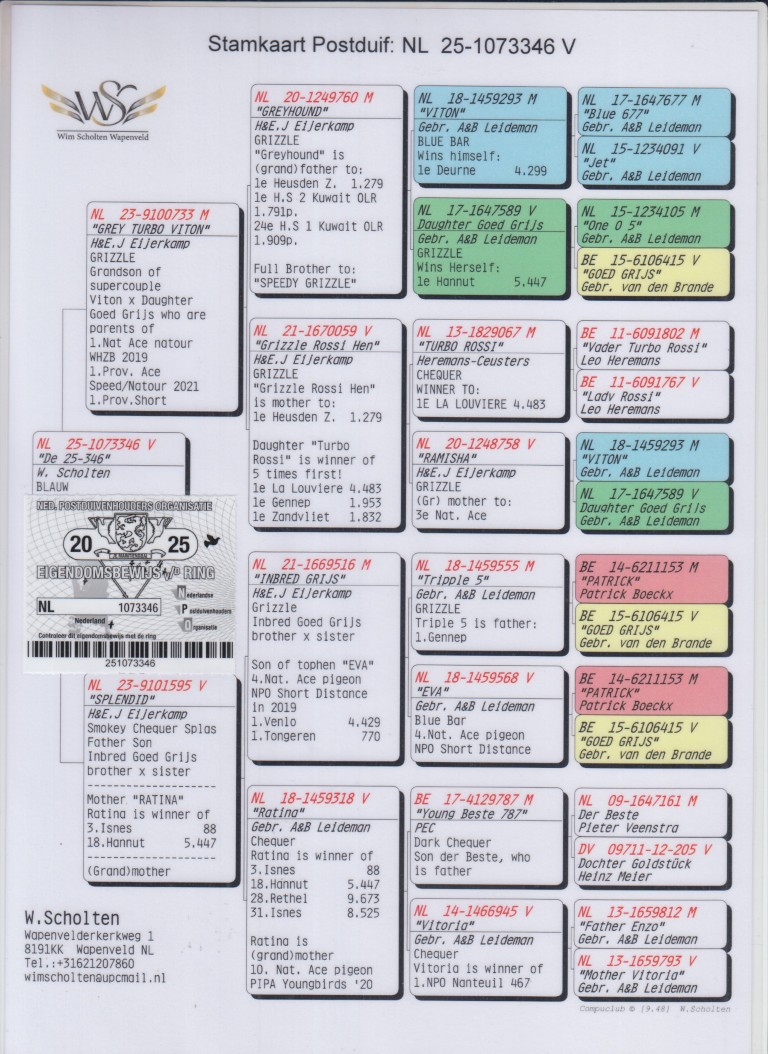 Stamkaart Postduif: NL  25-1073346 V
WSC
Wim Scholten Wapenveld
NL  25-1073346 V
"De 25-346"
W. Scholten
BLAUW
NED. POSTDUIVENHOUDERS ORGANISATIE
20 25
JE MAINTIENDRAI
EIGENDOMSBEWIJS v/d RING
NL 1073346
Nederland
Nederlandse
Postduivenhouders
Organisatie
Controleer dit eigendomsbewijs met de ring
251073346
NL  23-9100733 M
"GREY TURBO VITON"
H&E.J Eijerkamp
GRIZZLE
Grandson of
supercouple
Viton x Daughter
Goed Grijs who are
parents of
1.Nat Ace natour
WHZB 2019
1.Prov. Ace
Speed/Natour 2021
1.Prov.Short
NL  23-9101595 V
"SPLENDID"
H&E.J Eijerkamp
Smokey Chequer Splas
Father Son
Inbred Goed Grijs
brother x sister
------------------
Mother "RATINA"
Ratina is winner of
3.Isnes 88
18.Hannut 5.447
------------------
(Grand)mother
NL  20-1249760 M
"GREYHOUND"
H&E.J Eijerkamp
GRIZZLE
"Greyhound" is
(grand)father to:
1e Heusden Z.  1.279
1e H.S 2 Kuwait OLR
1.791p.
24e H.S 1 Kuwait OLR
1.909p.
Full Brother to:
"SPEEDY GRIZZLE"
NL  21-1670059 V
"Grizzle Rossi Hen"
H&E.J Eijerkamp
GRIZZLE
"Grizzle Rossi Hen"
is mother to:
1e Heusden Z.  1.279
Daughter "Turbo
Rossi" is winner of
5 times first!
1e La Louviere 4.483
1e Gennep 1.953
1e Zandvliet 1.832
NL  21-1669516 M
"INBRED GRIJS"
H&E.J Eijerkamp
Grizzle
Inbred Goed Grijs
brother x sister
Son of tophen "EVA"
4.Nat. Ace pigeon
NPO Short Distance
in 2019
1.Venlo 4.429
1.Tongeren 770
NL  18-1459318 V
"Ratina"
Gebr. A&B Leideman
Chequer
Ratina is winner of
3.Isnes 88
18.Hannut 5.447
28.Rethel 9.673
31.Isnes 8.525
Ratina is
(grand)mother
10. Nat. Ace pigeon
PIPA Youngbirds '20
NL  18-1459293 M
"VITON"
Gebr. A&B Leideman
BLUE BAR
Wins himself:
1e Deurne 4.299
NL  17-1647589 V
Daughter Goed Grijs
Gebr. A&B Leideman
GRIZZLE
Wins Herself:
1e Hannut 5.447
NL  13-1829067 M
"TURBO ROSSI"
Heremans-Ceusters
CHEQUER
WINNER TO:
1E LA LOUVIERE 4.483
NL  20-1248758 V
"RAMISHA"
H&E.J Eijerkamp
GRIZZLE
(Gr) mother to:
3e Nat. Ace
NL  18-1459555 M
"Tripple 5"
Gebr. A&B Leideman
GRIZZLE
Triple 5 is father:
1.Gennep
NL  18-1459568 V
"EVA"
Gebr. A&B Leideman
Blue Bar
4.Nat. Ace pigeon
NPO Short Distance
BE  17-4129787 M
"Young Beste 787"
PEC
Dark Chequer
Son der Beste, who
is father
NL  14-1466945 V
"Vitoria"
Gebr. A&B Leideman
Chequer
Vitoria is winner of
1.NPO Nanteuil 467
NL  17-1647677 M
"Blue 677"
Gebr. A&B Leideman
NL  15-1234091 V
"Jet"
Gebr. A&B Leideman
NL  15-1234105 M
"One O 5"
Gebr. A&B Leideman
BE  15-6106415 V
"GOED GRIJS"
Gebr. van den Brande
BE  11-6091802 M
"Vader Turbo Rossi"
Leo Heremans
BE  11-6091767 V
"Lady Rossi"
Leo Heremans
NL  18-1459293 M
"VITON"
Gebr. A&B Leideman
NL  17-1647589 V
Daughter Goed Grijs
Gebr. A&B Leideman
BE  14-6211153 M
"PATRICK"
Patrick Boeckx
BE  15-6106415 V
"GOED GRIJS"
Gebr. van den Brande
BE  14-6211153 M
"PATRICK"
Patrick Boeckx
BE  15-6106415 V
"GOED GRIJS"
Gebr. van den Brande
NL  09-1647161 M
Der Beste
Pieter Veenstra
DV  09711-12-205 V
Dochter Goldstück
Heinz Meier
NL  13-1659812 M
"Father Enzo"
Gebr. A&B Leideman
NL  13-1659793 V
"Mother Vitoria"
Gebr. A&B Leideman
W.Scholten
Wapenvelderkerkweg 1
8191KK  Wapenveld NL
Tel.:+31621207860
wimscholten@upcmail.nl
Compuclub © [9.48]  W.Scholten